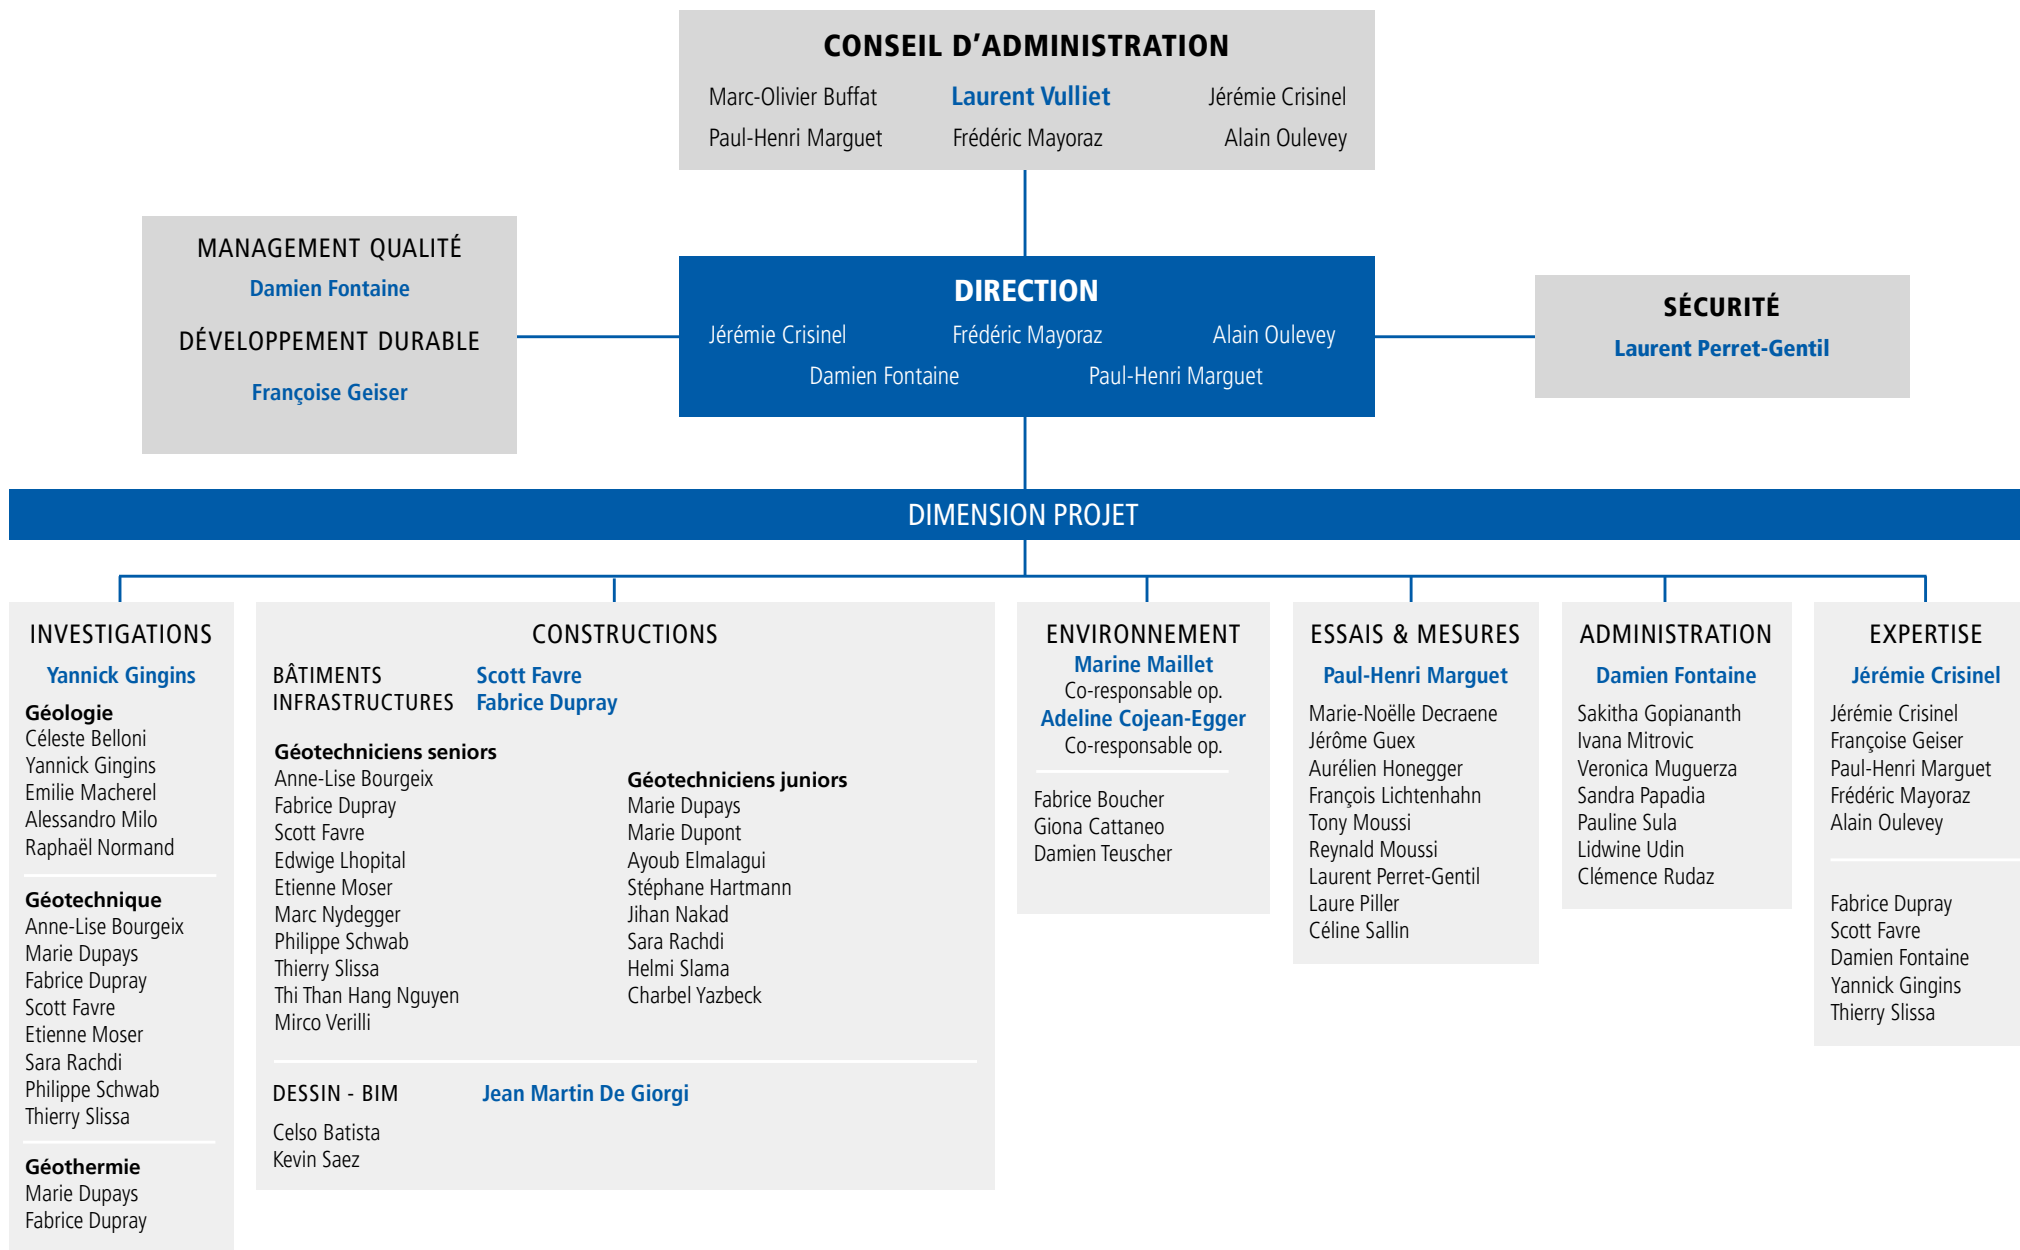 CONSEIL D'ADMINISTRATION
Marc-Olivier Buffat Laurent Vulliet Jérémie Crisinel
Paul-Henri Marguet Frédéric Mayoraz Alain Oulevey
MANAGEMENT QUALITÉ
Damien Fontaine
DÉVELOPPEMENT DURABLE
Françoise Geiser
DIRECTION
Jérémie Crisinel Frédéric Mayoraz Alain Oulevey
Damien Fontaine Paul-Henri Marguet
SÉCURITÉ
Laurent Perret-Gentil
DIMENSION PROJET
INVESTIGATIONS
Yannick Gingins
Géologie
Céleste Belloni
Yannick Gingins
Emilie Macherel
Alessandro Milo
Raphaël Normand
Géotechnique
Anne-Lise Bourgeix
Marie Dupays
Fabrice Dupray
Scott Favre
Etienne Moser
Sara Rachdi
Philippe Schwab
Thierry Slissa
Géothermie
Marie Dupays
Fabrice Dupray
CONSTRUCTIONS
BÂTIMENTS Scott Favre
INFRASTRUCTURES Fabrice Dupray
Géotechniciens seniors
Anne-Lise Bourgeix
Fabrice Dupray
Scott Favre
Edwige Lhopital
Etienne Moser
Marc Nydegger
Philippe Schwab
Thierry Slissa
Thi Than Hang Nguyen
Mirco Verilli
Géotechniciens juniors
Marie Dupays
Marie Dupont
Ayoub Elmalagui
Stéphane Hartmann
Jihan Nakad
Sara Rachdi
Helmi Slama
Charbel Yazbeck
DESSIN - BIM Jean Martin De Giorgi
Celso Batista
Kevin Saez
ENVIRONNEMENT
Marine Maillet
Co-responsable op.
Adeline Cojean-Egger
Co-responsable op.
Fabrice Boucher
Giona Cattaneo
Damien Teuscher
ESSAIS & MESURES
Paul-Henri Marguet
Marie-Noëlle Decraene
Jérôme Guex
Aurélien Honegger
François Lichtenhahn
Tony Moussi
Reynald Moussi
Laurent Perret-Gentil
Laure Piller
Céline Sallin
ADMINISTRATION
Damien Fontaine
Sakitha Gopiananth
Ivana Mitrovic
Veronica Muguerza
Sandra Papadia
Pauline Sula
Lidwine Udin
Clémence Rudaz
EXPERTISE
Jérémie Crisinel
Jérémie Crisinel
Françoise Geiser
Paul-Henri Marguet
Frédéric Mayoraz
Alain Oulevey
Fabrice Dupray
Scott Favre
Damien Fontaine
Yannick Gingins
Thierry Slissa